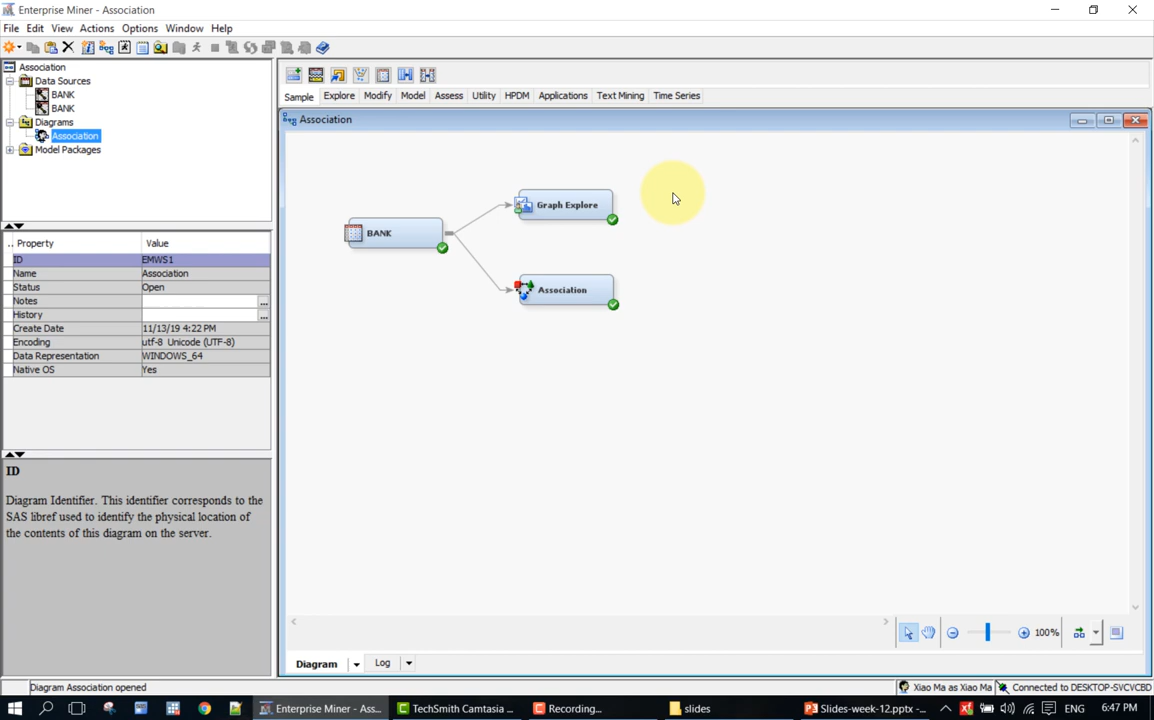 Enterprise Miner - Association
File Edit View Actions Options Window Help
Association
Data Sources
BANK
BANK
Diagrams
Association
Model Packages
.. Property Value
ID EMWS1
Name Association
Status Open
Notes ...
History ...
Create Date 11/13/19 4:22 PM
Encoding utf-8 Unicode (UTF-8)
Data Representation WINDOWS_64
Native OS Yes
ID
Diagram Identifier. This identifier corresponds to the
SAS libref used to identify the physical location of
the contents of this diagram on the server.
Sample Explore Modify Model Assess Utility HPDM Applications Text Mining Time Series
Association
Graph Explore
BANK
Association
100%
Diagram Log
Diagram Association opened
Xiao Ma as Xiao Ma Connected to DESKTOP-SVCVCBD
Enterprise Miner - Ass... TechSmith Camtasia ... Recording... slides Slides-week-12.pptx -... ENG 6:47 PM